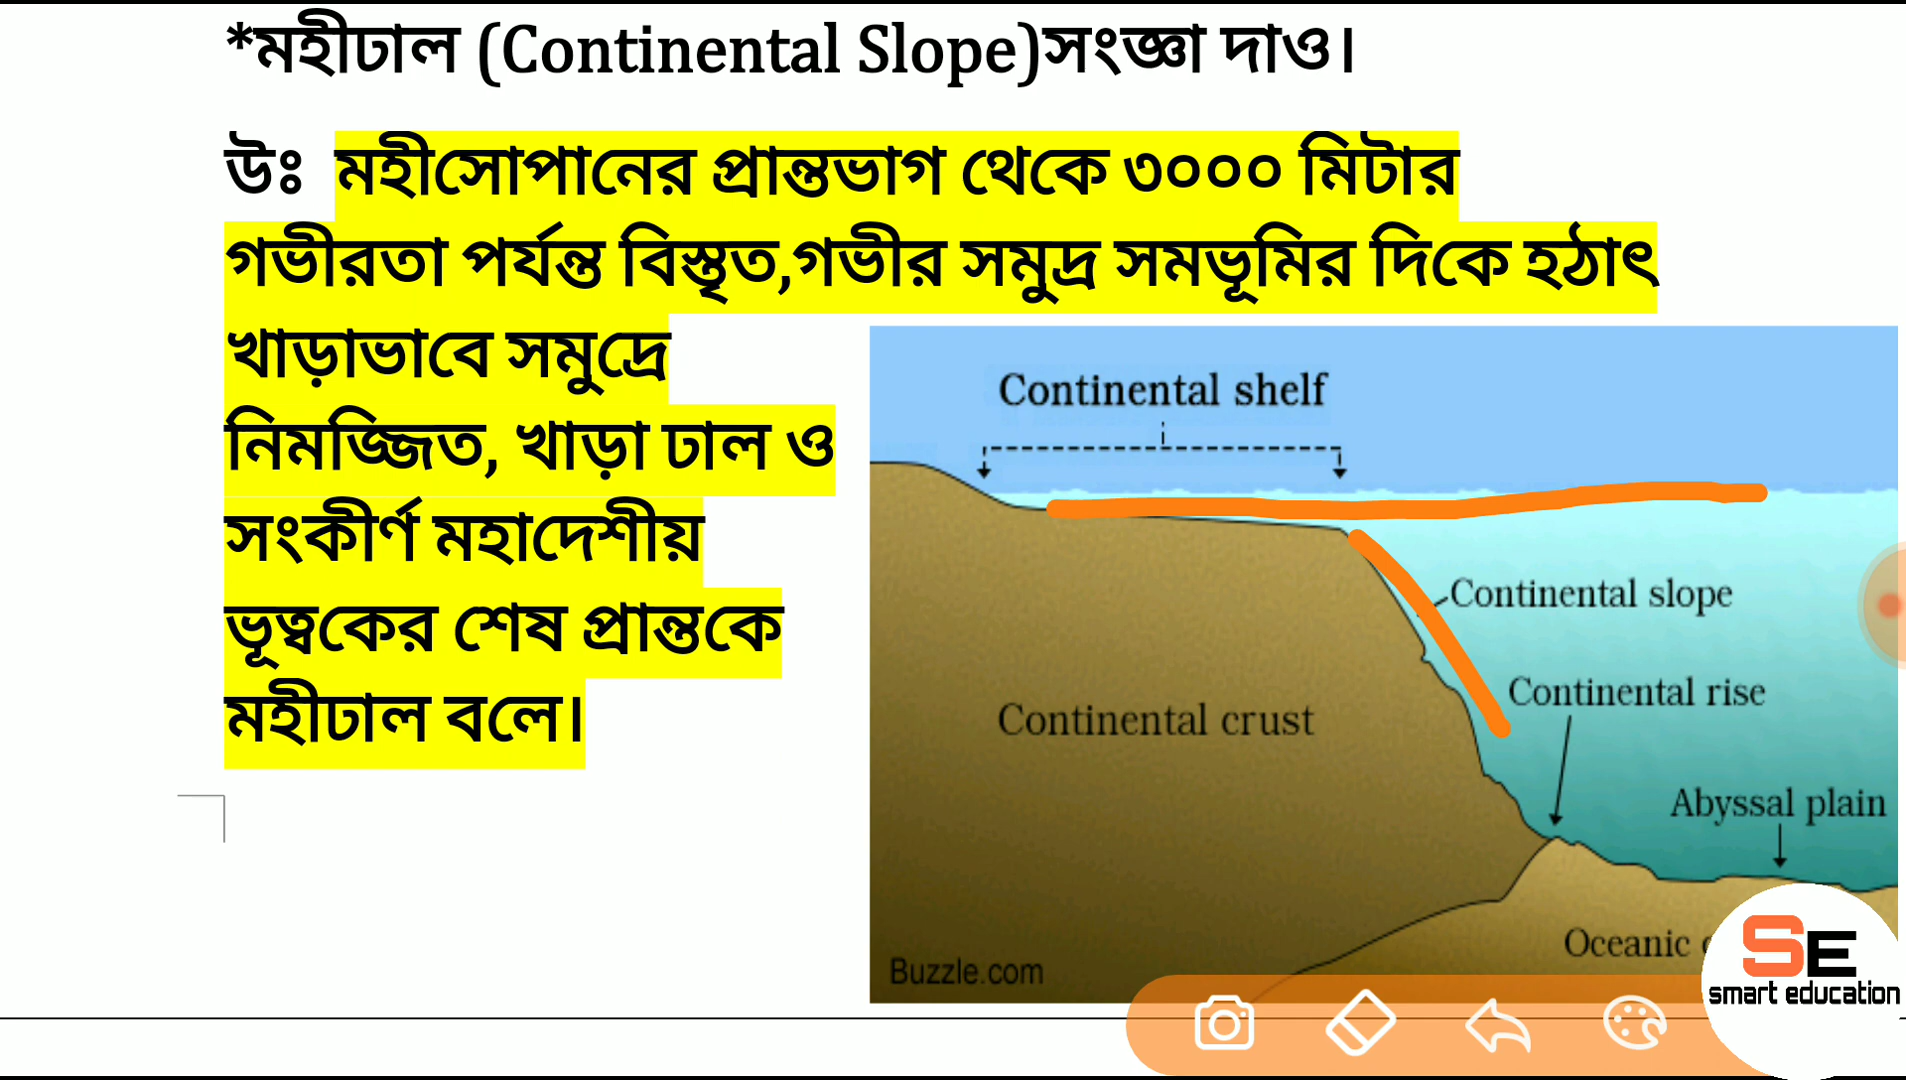 *মহীঢাল (Continental Slope)সংজ্ঞা দাও।
উঃ মহীসোপানের প্রান্তভাগ থেকে ৩০০০ মিটার
গভীরতা পর্যন্ত বিস্তৃত,গভীর সমুদ্র সমভূমির দিকে হঠাৎ
খাড়াভাবে সমুদ্রে
নিমজ্জিত, খাড়া ঢাল ও
সংকীর্ণ মহাদেশীয়
ভূত্বকের শেষ প্রান্তকে
মহীঢাল বলে।
Continental shelf
Continental slope
Continental rise
Continental crust
Abyssal plain
Oceanic
Buzzle.com
SE
smart education